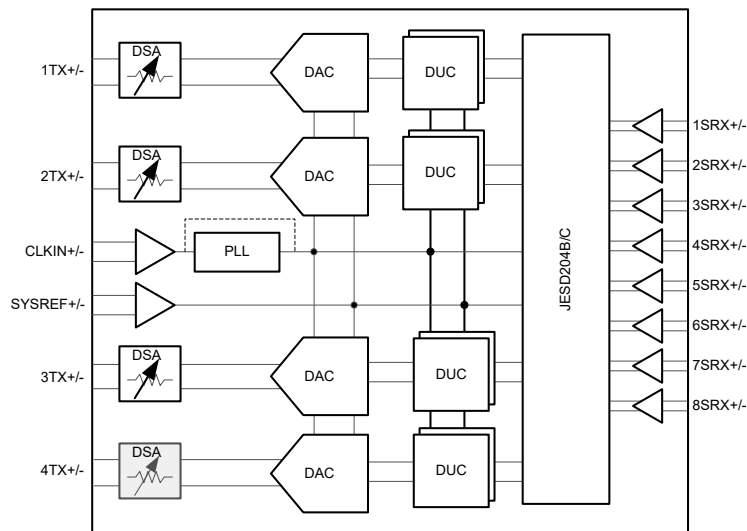 DSA
1TX+/-
DAC
DUC
1SRX+/-
DSA
2SRX+/-
2TX+/-
DAC
DUC
3SRX+/-
CLKIN+/-
PLL
4SRX+/-
JESD204B/C
5SRX+/-
SYSREF+/-
6SRX+/-
DSA
3TX+/-
DAC
DUC
7SRX+/-
8SRX+/-
DSA
4TX+/-
DAC
DUC